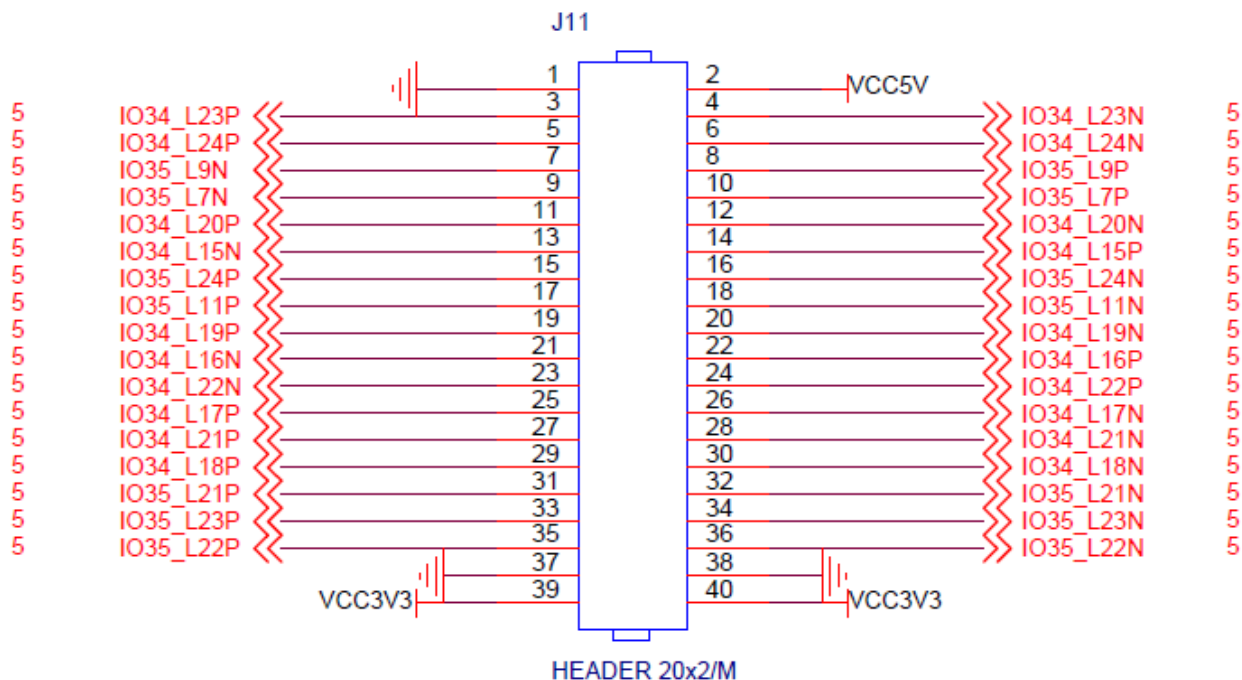 J11
1 2 VCC5V
5 IO34_L23P 3 4 IO34_L23N 5
5 IO34_L24P 5 6 IO34_L24N 5
5 IO35_L9N 7 8 IO35_L9P 5
5 IO35_L7N 9 10 IO35_L7P 5
5 IO34_L20P 11 12 IO34_L20N 5
5 IO34_L15N 13 14 IO34_L15P 5
5 IO35_L24P 15 16 IO35_L24N 5
5 IO35_L11P 17 18 IO35_L11N 5
5 IO34_L19P 19 20 IO34_L19N 5
5 IO34_L16N 21 22 IO34_L16P 5
5 IO34_L22N 23 24 IO34_L22P 5
5 IO34_L17P 25 26 IO34_L17N 5
5 IO34_L21P 27 28 IO34_L21N 5
5 IO34_L18P 29 30 IO34_L18N 5
5 IO35_L21P 31 32 IO35_L21N 5
5 IO35_L23P 33 34 IO35_L23N 5
5 IO35_L22P 35 36 IO35_L22N 5
37 38
VCC3V3 39 40 VCC3V3
HEADER 20x2/M